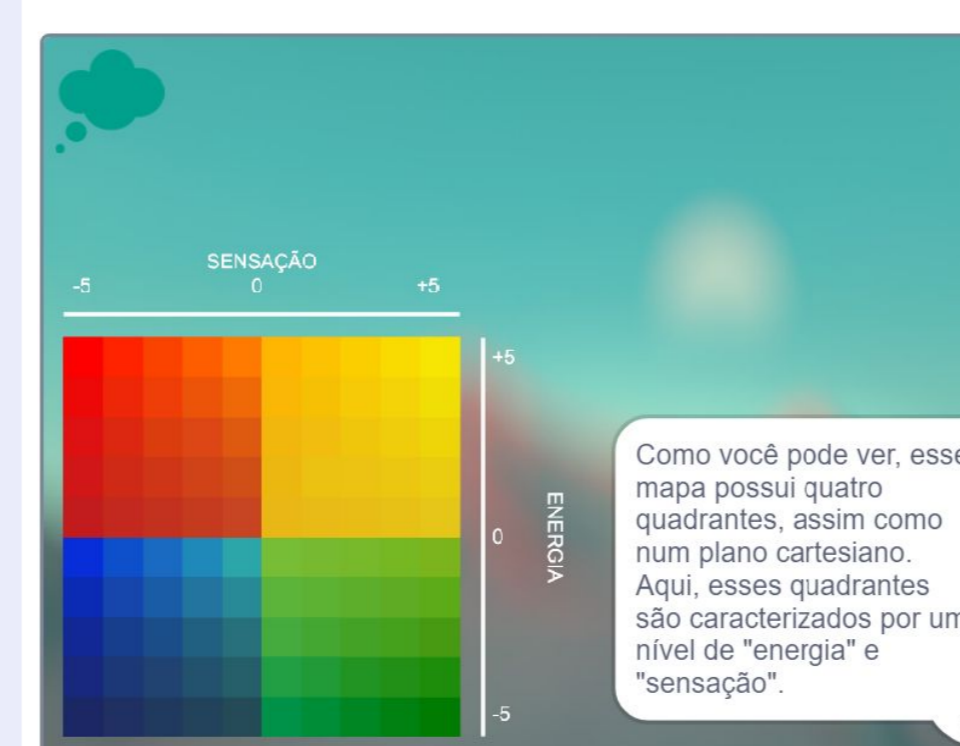 SENSAÇÃO
-5 0 +5
+5
0
-5
ENERGIA
Como você pode ver, esse
mapa possui quatro
quadrantes, assim como
num plano cartesiano.
Aqui, esses quadrantes
são caracterizados por um
nível de "energia" e
"sensação".